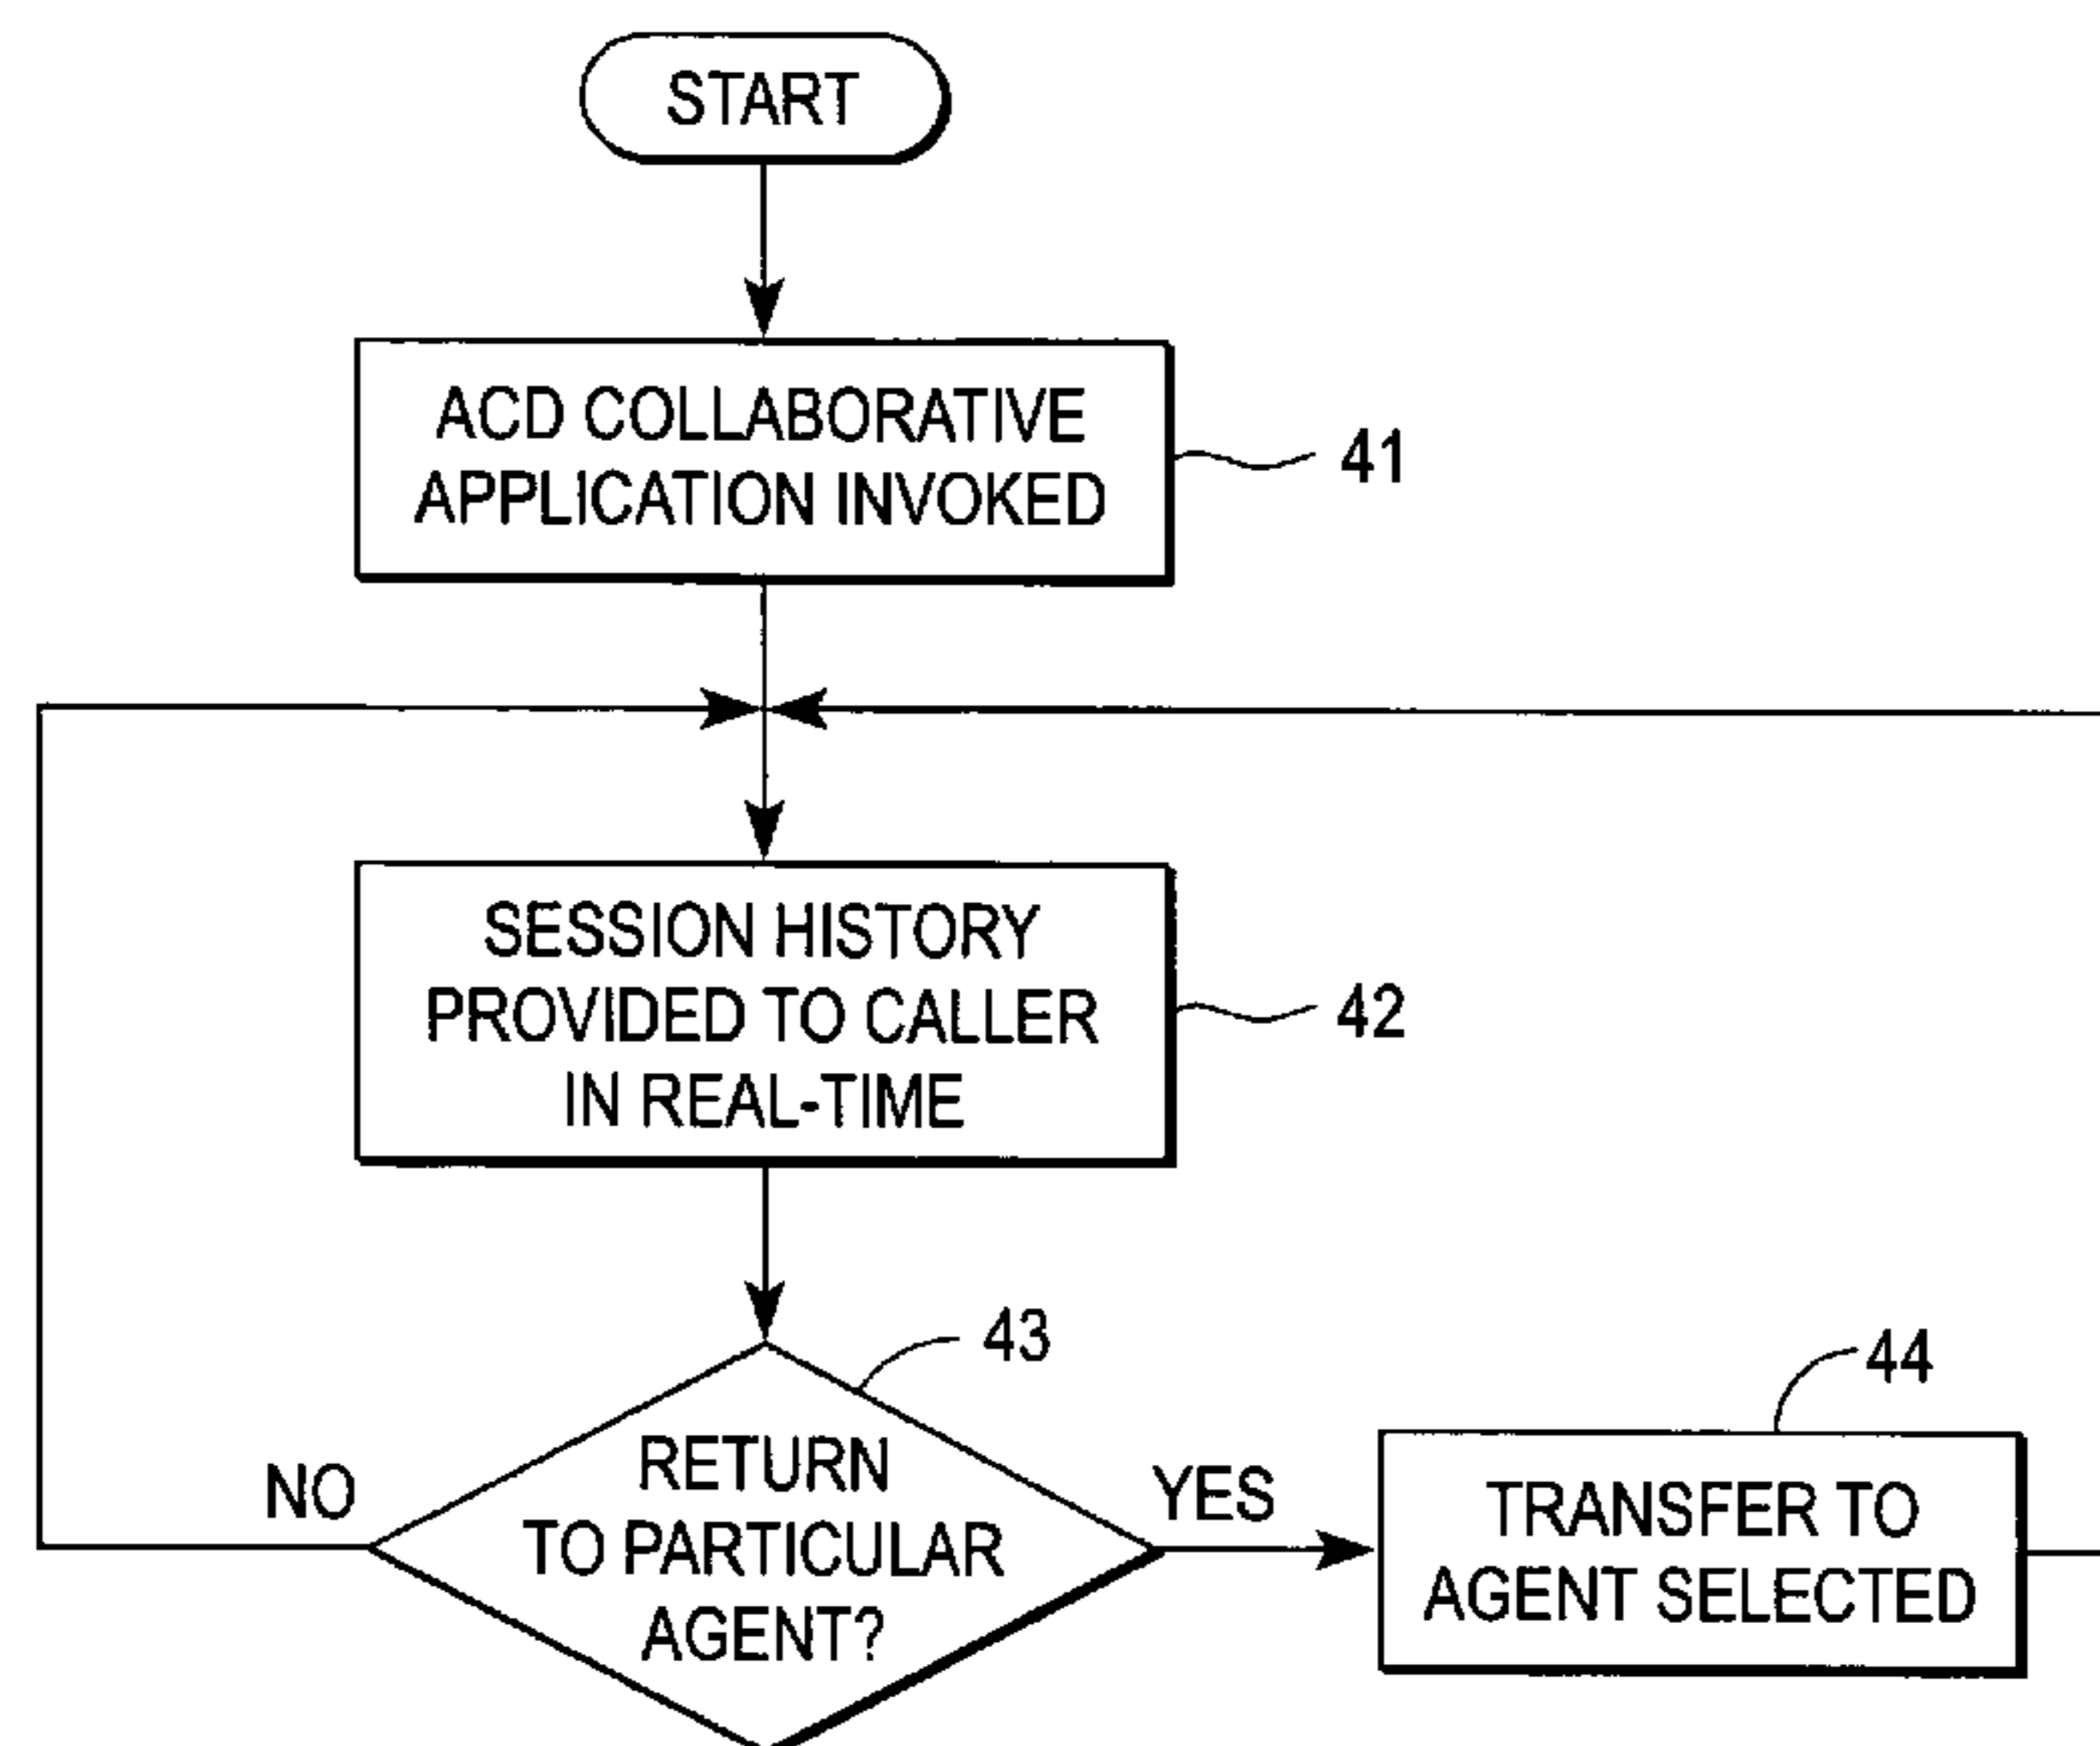 START
ACD COLLABORATIVE
APPLICATION INVOKED
41
SESSION HISTORY
PROVIDED TO CALLER
IN REAL-TIME
42
43
44
NO
RETURN
TO PARTICULAR
AGENT?
YES
TRANSFER TO
AGENT SELECTED